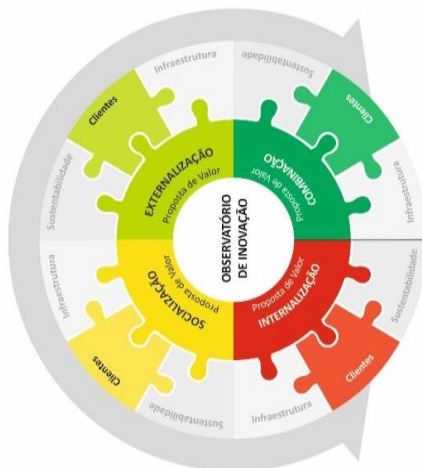 Infraestrutura
Sustentabilidade
Clientes
Clientes
Sustentabilidade
Infraestrutura
EXTERNALIZAÇÃO
Proposta de Valor
COMBINAÇÃO
Proposta de Valor
OBSERVATÓRIO
DE INOVAÇÃO
SOCIALIZAÇÃO
Proposta de Valor
Proposta de Valor
INTERNALIZAÇÃO
Infraestrutura
Sustentabilidade
Clientes
Clientes
Sustentabilidade
Infraestrutura